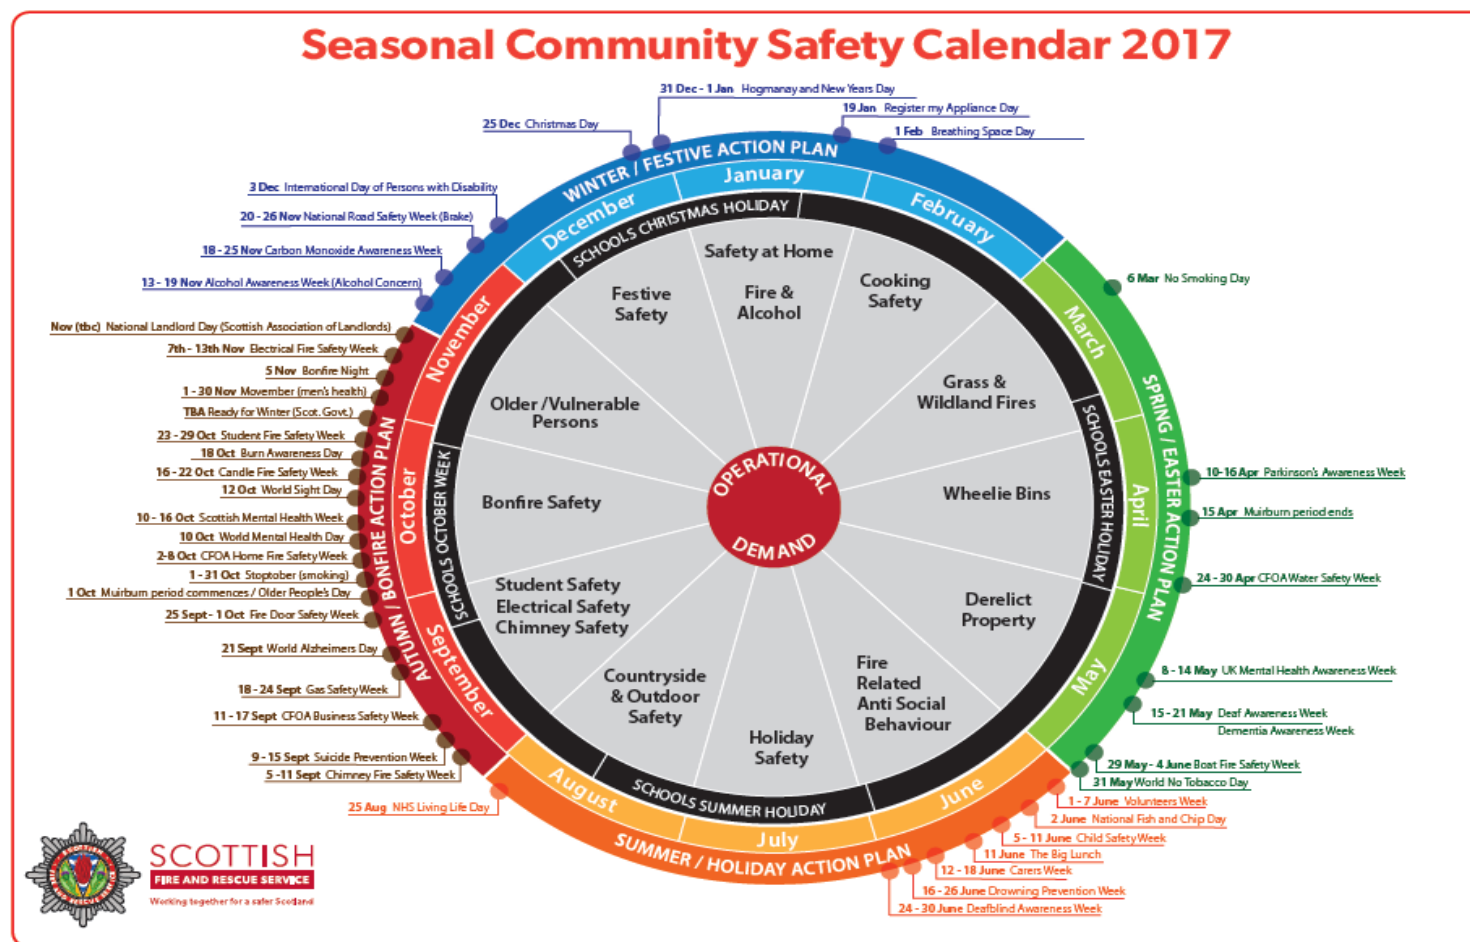 Seasonal Community Safety Calendar 2017
31 Dec - 1 Jan Hogmanay and New Years Day
19 Jan Register my Appliance Day
25 Dec Christmas Day
1 Feb Breathing Space Day
3 Dec International Day of Persons with Disability
20 - 26 Nov National Road Safety Week (Brake)
18 - 25 Nov Carbon Monoxide Awareness Week
13 - 19 Nov Alcohol Awareness Week (Alcohol Concern)
Nov (tbc) National Landlord Day (Scottish Association of Landlords)
7th - 13th Nov Electrical Fire Safety Week
5 Nov Bonfire Night
1 - 30 Nov Movember (men's health)
TBA Ready for Winter (Scot. Govt.)
23 - 29 Oct Student Fire Safety Week
18 Oct Burn Awareness Day
16 - 22 Oct Candle Fire Safety Week
12 Oct World Sight Day
10 - 16 Oct Scottish Mental Health Week
10 Oct World Mental Health Day
2-8 Oct CFOA Home Fire Safety Week
1 - 31 Oct Stoptober (smoking)
1 Oct Muirburn period commences / Older People's Day
25 Sept - 1 Oct Fire Door Safety Week
21 Sept World Alzheimers Day
18 - 24 Sept Gas Safety Week
11 - 17 Sept CFOA Business Safety Week
9 - 15 Sept Suicide Prevention Week
5 -11 Sept Chimney Fire Safety Week
25 Aug NHS Living Life Day
6 Mar No Smoking Day
10- 16 Apr Parkinson's Awareness Week
15 Apr Muirburn period ends
24 - 30 Apr CFOA Water Safety Week
8 - 14 May UK Mental Health Awareness Week
15 - 21 May Deaf Awareness Week
Dementia Awareness Week
29 May - 4 June Boat Fire Safety Week
31 May World No Tobacco Day
1 - 7 June Volunteers Week
2 June National Fish and Chip Day
5 - 11 June Child Safety Week
11 June The Big Lunch
12 - 18 June Carers Week
16 - 26 June Drowning Prevention Week
24 - 30 June Deafblind Awareness Week
WINTER / FESTIVE ACTION PLAN
SPRING / EASTER ACTION PLAN
SUMMER / HOLIDAY ACTION PLAN
AUTUMN / BONFIRE ACTION PLAN
January
February
March
April
May
June
July
August
September
October
November
December
SCHOOLS CHRISTMAS HOLIDAY
SCHOOLS EASTER HOLIDAY
SCHOOLS SUMMER HOLIDAY
SCHOOLS OCTOBER WEEK
Safety at Home
Fire &
Alcohol
Cooking
Safety
Grass &
Wildland Fires
Wheelie Bins
Derelict
Property
Fire
Related
Anti Social
Behaviour
Holiday
Safety
Countryside
& Outdoor
Safety
Student Safety
Electrical Safety
Chimney Safety
Bonfire Safety
Older /Vulnerable
Persons
Festive
Safety
OPERATIONAL
DEMAND
SCOTTISH
FIRE AND RESCUE SERVICE
Working together for a safer Scotland
SCOTTISH